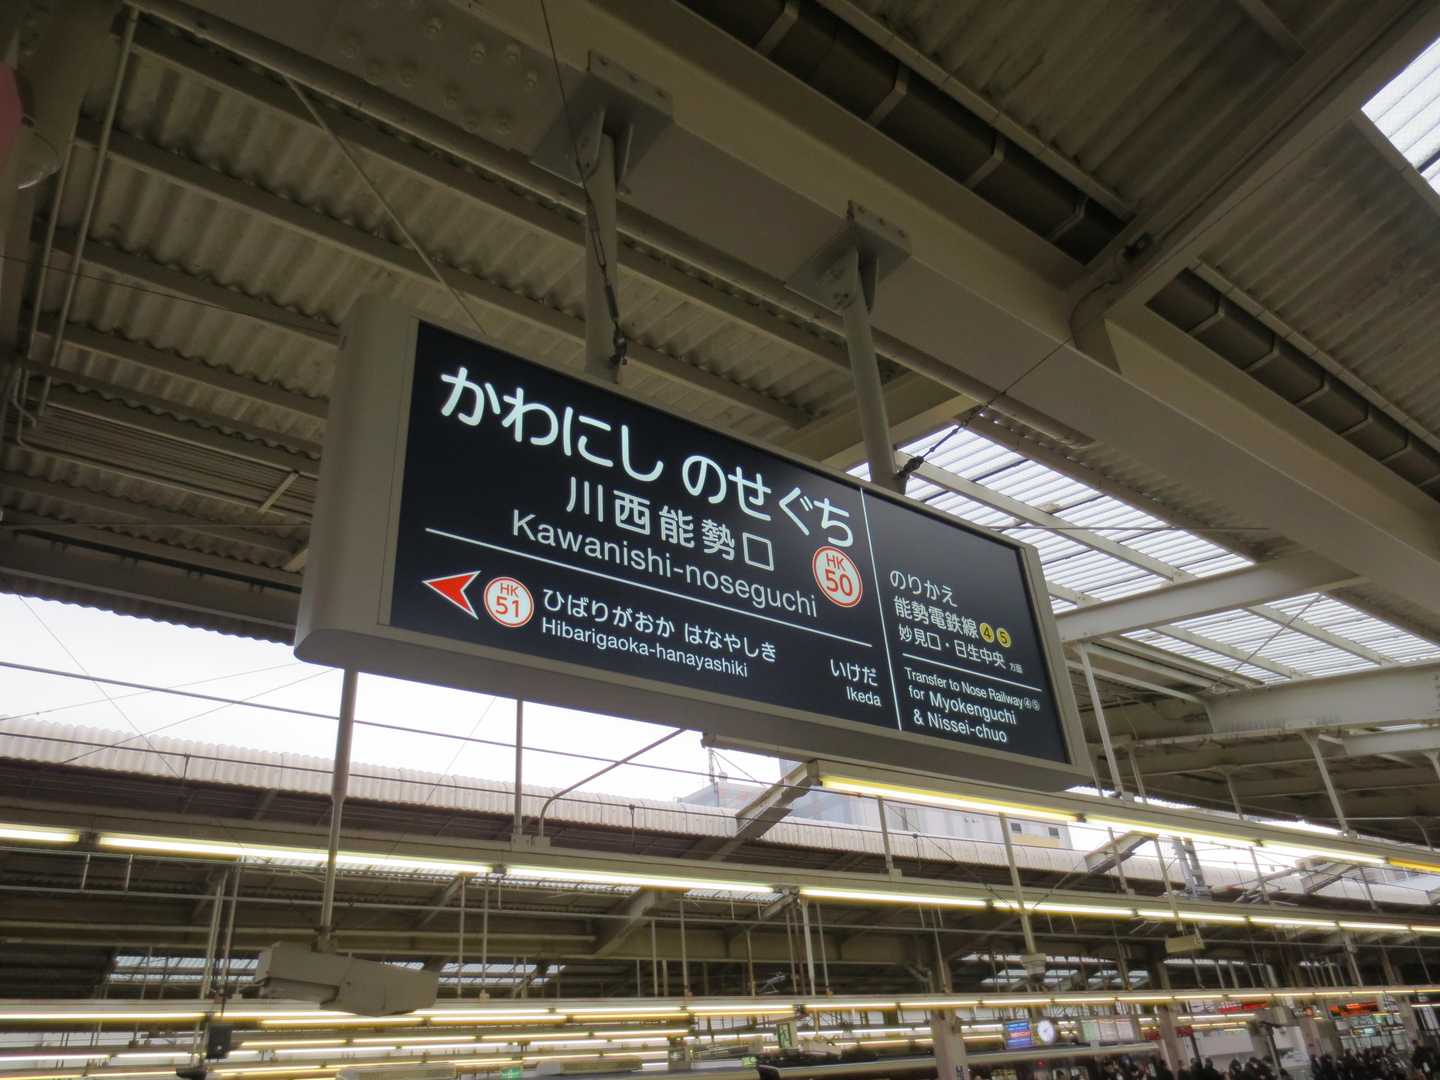 かわにし のせぐち
川西能勢口
Kawanishi-noseguchi
HK
50
HK
51
ひばりがおか はなやしき
Hibarigaoka-hanayashiki
いけだ
Ikeda
のりかえ
能勢電鉄線④⑤
妙見口・日生中央 方面
Transfer to Nose Railway④⑤
for Myokenguchi
& Nissei-chuo